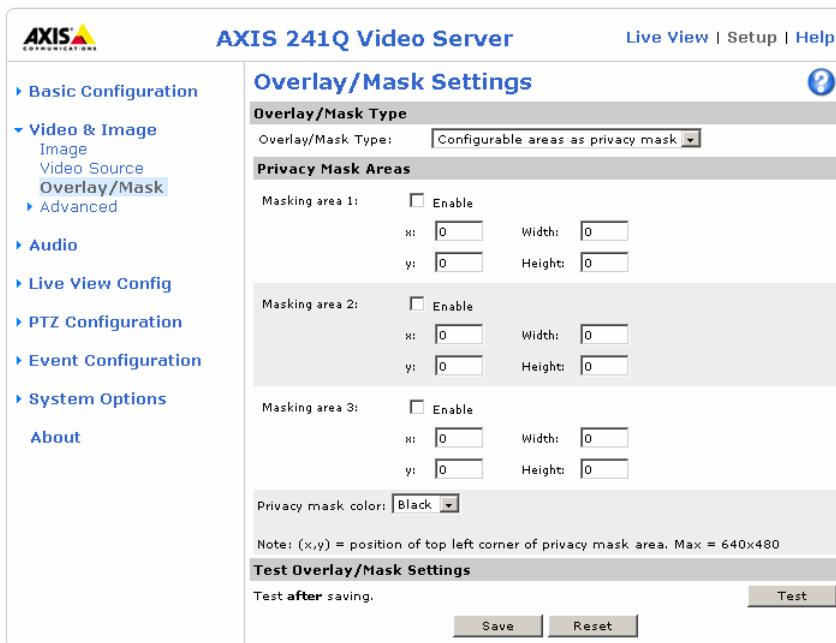 AXIS
COMMUNICATIONS
AXIS 241Q Video Server
Live View | Setup | Help
Basic Configuration
Video & Image
Image
Video Source
Overlay/Mask
Advanced
Audio
Live View Config
PTZ Configuration
Event Configuration
System Options
About
Overlay/Mask Settings
?
Overlay/Mask Type
Overlay/Mask Type: Configurable areas as privacy mask
Privacy Mask Areas
Masking area 1: Enable
x: 0 Width: 0
y: 0 Height: 0
Masking area 2: Enable
x: 0 Width: 0
y: 0 Height: 0
Masking area 3: Enable
x: 0 Width: 0
y: 0 Height: 0
Privacy mask color: Black
Note: (x,y) = position of top left corner of privacy mask area. Max = 640x480
Test Overlay/Mask Settings
Test after saving. Test
Save Reset